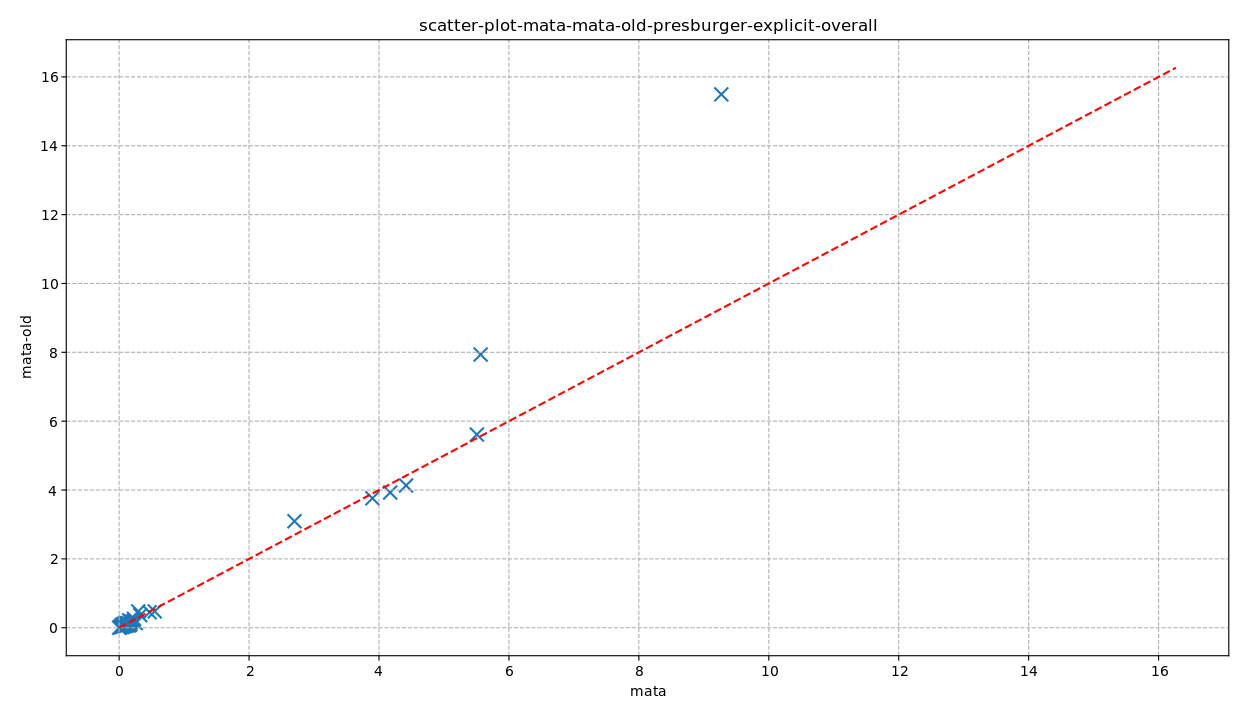 scatter-plot-mata-mata-old-presburger-explicit-overall
16
14
12
10
8
6
4
2
0
mata-old
0 2 4 6 8 10 12 14 16
mata